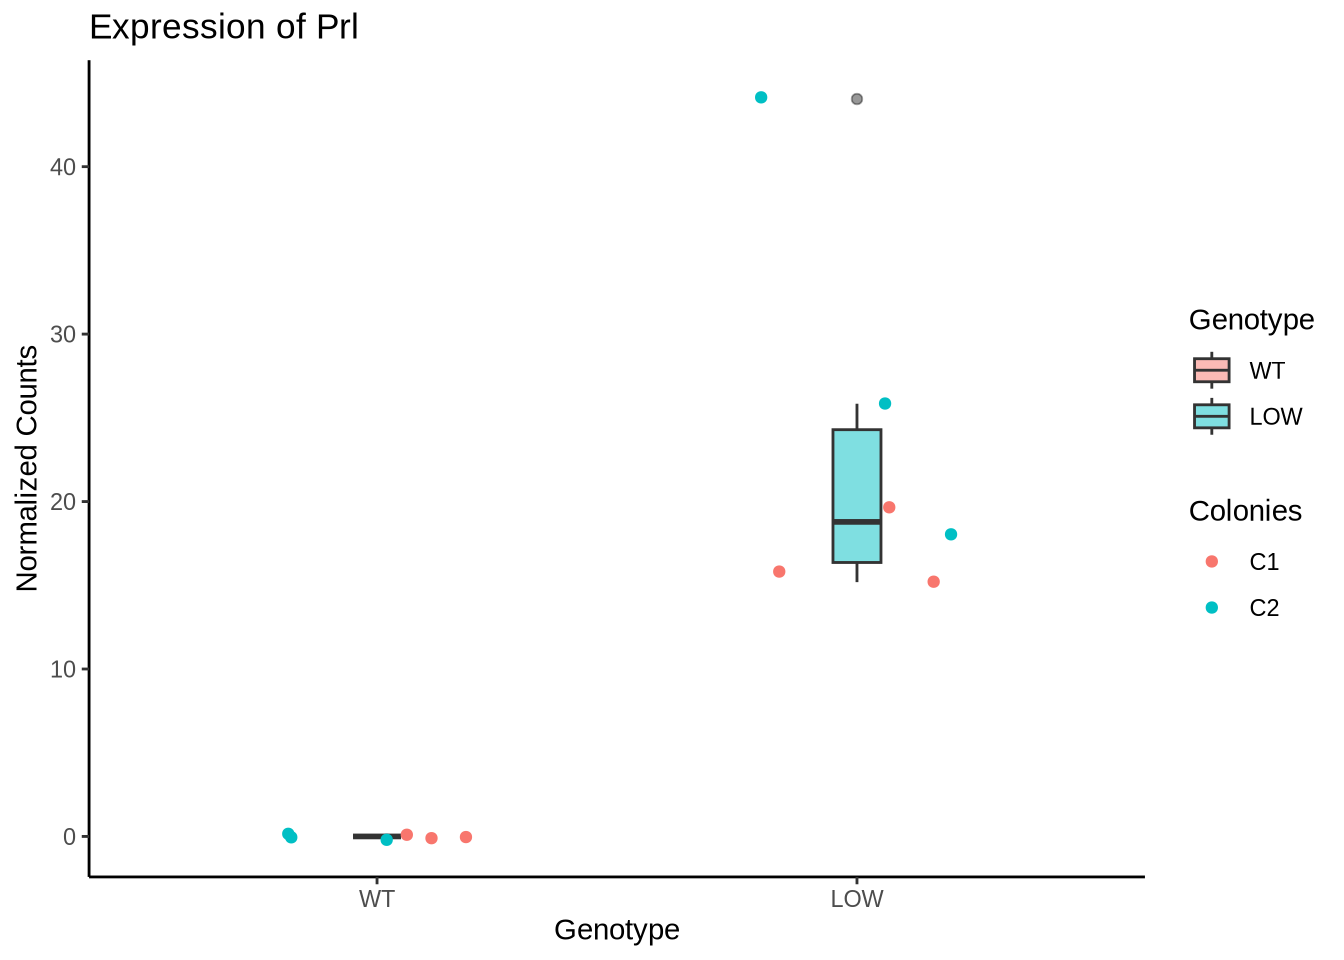 Expression of Prl
Normalized Counts
40
30
20
10
0
WT
LOW
Genotype
Genotype
WT
LOW
Colonies
C1
C2